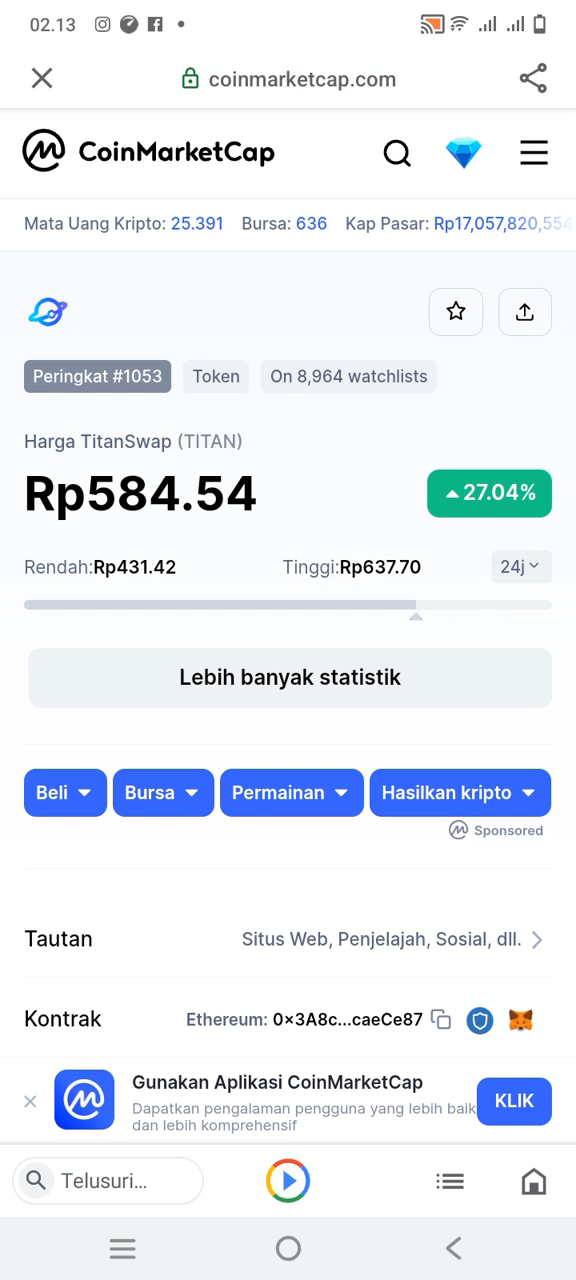 02.13
coinmarketcap.com
CoinMarketCap
Mata Uang Kripto: 25.391 Bursa: 636 Kap Pasar: Rp17,057,820,554
Peringkat #1053 Token On 8,964 watchlists
Harga TitanSwap (TITAN)
Rp584.54 27.04%
Rendah:Rp431.42 Tinggi:Rp637.70 24j
Lebih banyak statistik
Beli Bursa Permainan Hasilkan kripto
Sponsored
Tautan Situs Web, Penjelajah, Sosial, dll.
Kontrak Ethereum: 0x3A8c...caeCe87
Gunakan Aplikasi CoinMarketCap
Dapatkan pengalaman pengguna yang lebih baik
dan lebih komprehensif
KLIK
Telusuri...